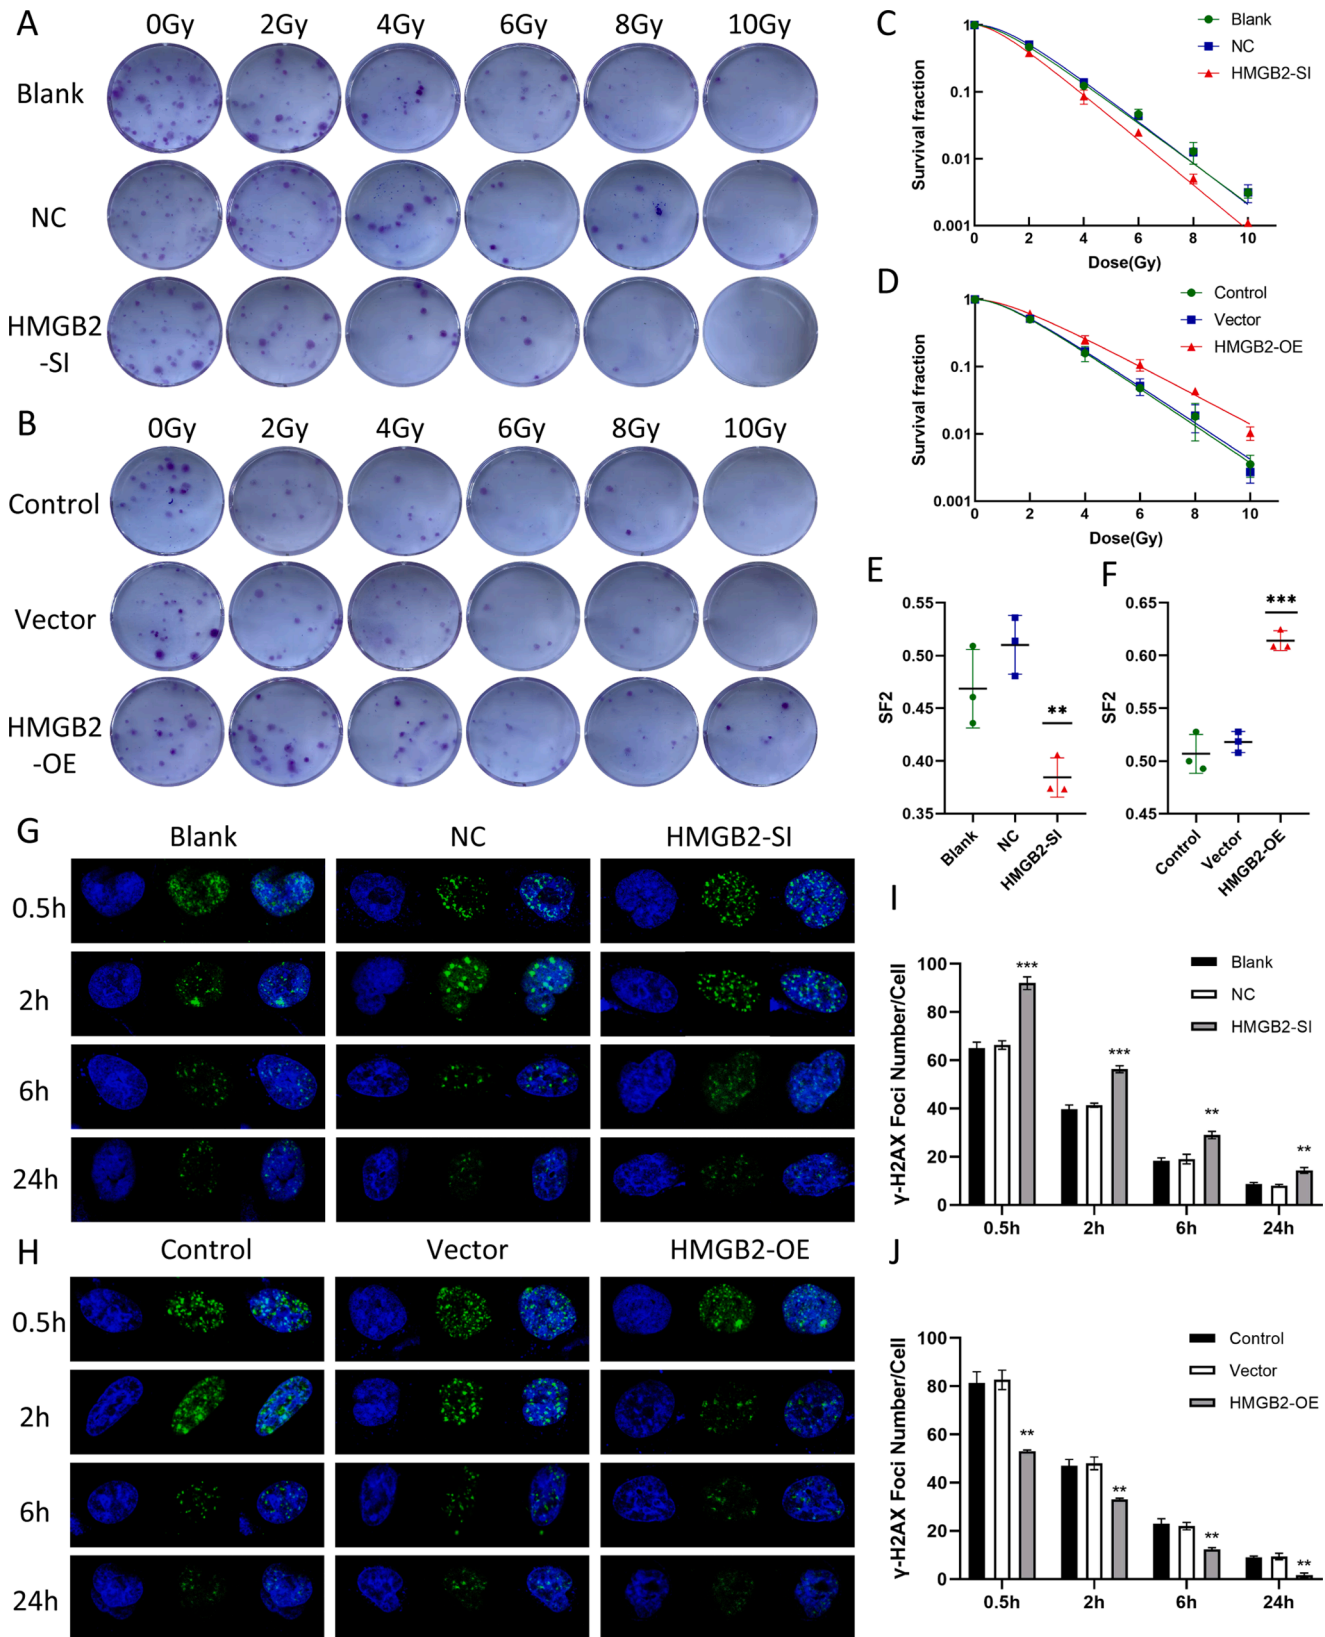 A
0Gy 2Gy 4Gy 6Gy 8Gy 10Gy
Blank
NC
HMGB2
-SI
B
0Gy 2Gy 4Gy 6Gy 8Gy 10Gy
Control
Vector
HMGB2
-OE
C
Blank
NC
HMGB2-SI
Survival fraction
1
0.1
0.01
0.001
0 2 4 6 8 10
Dose(Gy)
D
Control
Vector
HMGB2-OE
Survival fraction
1
0.1
0.01
0.001
0 2 4 6 8 10
Dose(Gy)
E
SF2
0.55
0.50
0.45
0.40
0.35
**
Blank
NC
HMGB2-SI
F
SF2
0.65
0.60
0.55
0.50
0.45
***
Control
Vector
HMGB2-OE
G
Blank NC HMGB2-SI
0.5h
2h
6h
24h
H
Control Vector HMGB2-OE
0.5h
2h
6h
24h
I
γ-H2AX Foci Number/Cell
100
80
60
40
20
0
Blank
NC
HMGB2-SI
***
***
**
**
0.5h 2h 6h 24h
J
γ-H2AX Foci Number/Cell
100
80
60
40
20
0
Control
Vector
HMGB2-OE
**
**
**
**
0.5h 2h 6h 24h